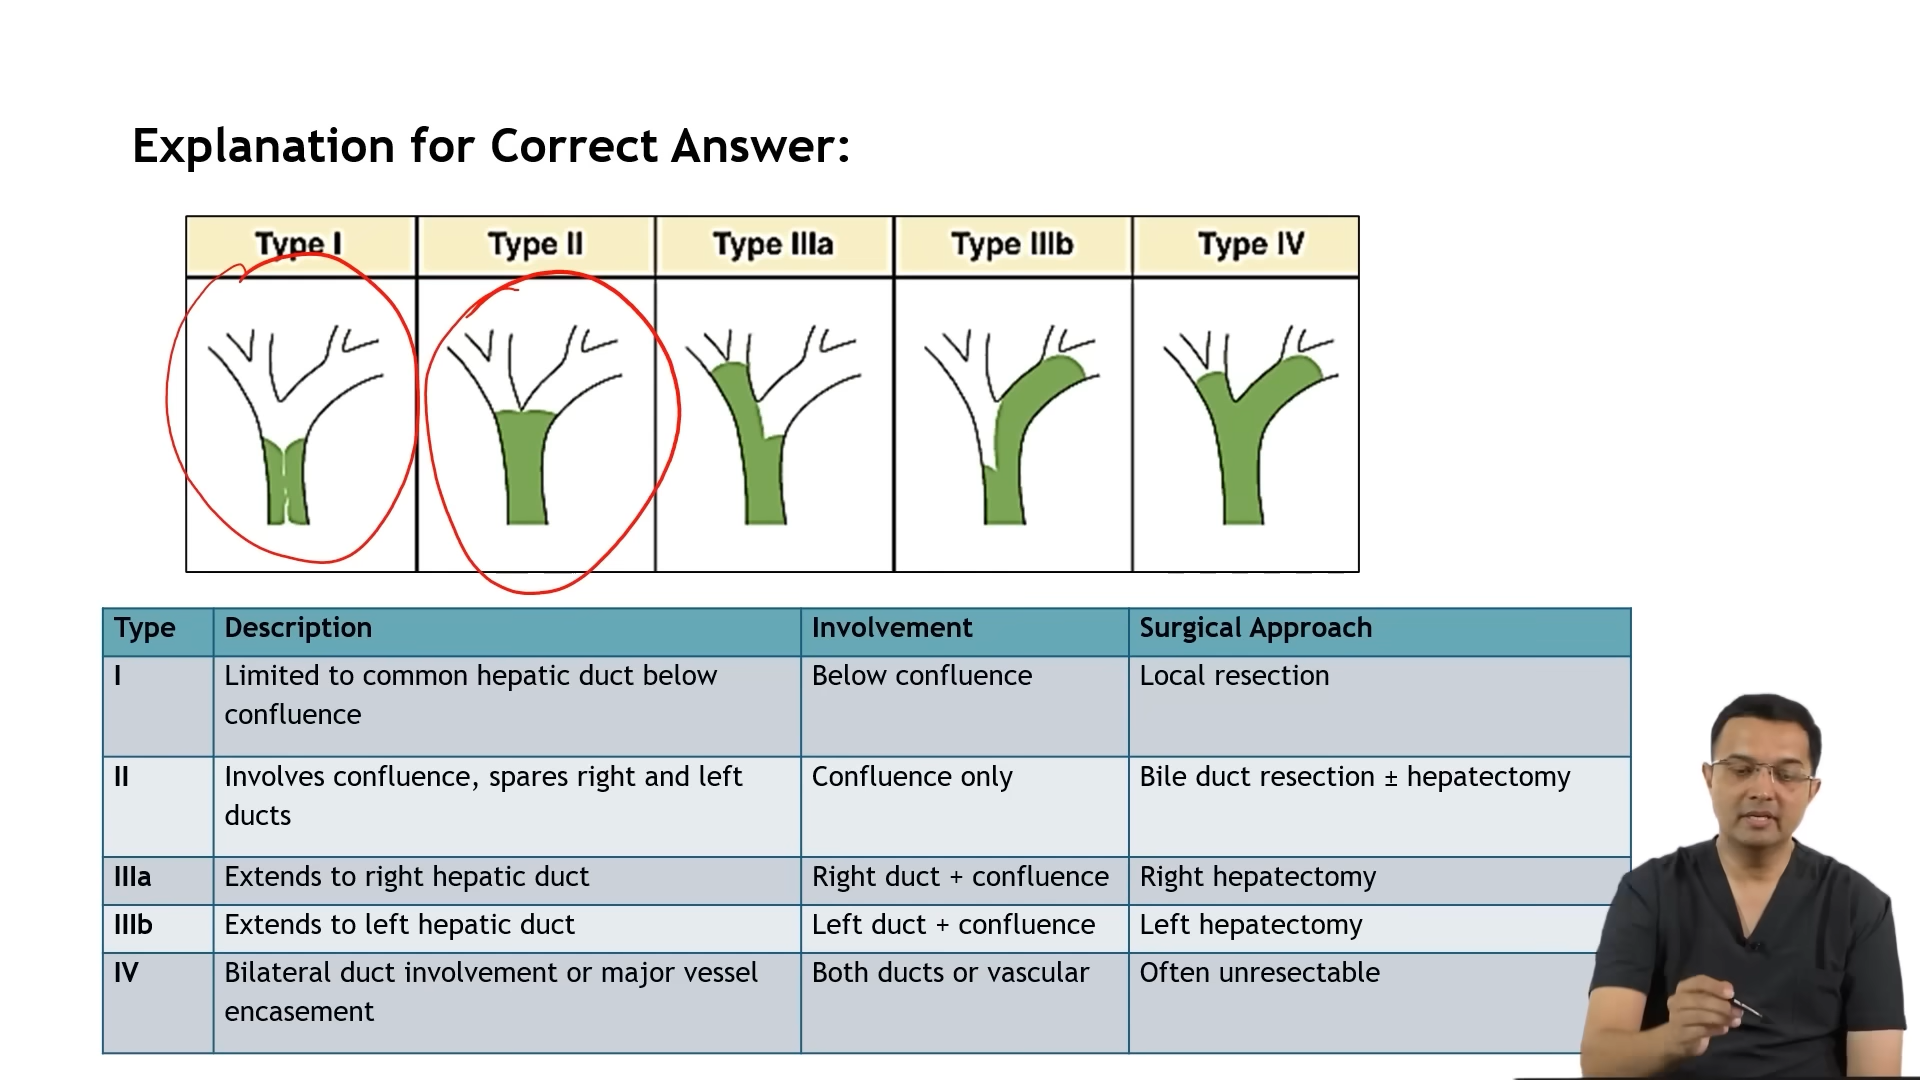 Explanation for Correct Answer:
Type I Type II Type IIIa Type IIIb Type IV
Type Description Involvement Surgical Approach
I Limited to common hepatic duct below Below confluence Local resection
confluence
II Involves confluence, spares right and left Confluence only Bile duct resection ± hepatectomy
ducts
IIIa Extends to right hepatic duct Right duct + confluence Right hepatectomy
IIIb Extends to left hepatic duct Left duct + confluence Left hepatectomy
IV Bilateral duct involvement or major vessel Both ducts or vascular Often unresectable
encasement